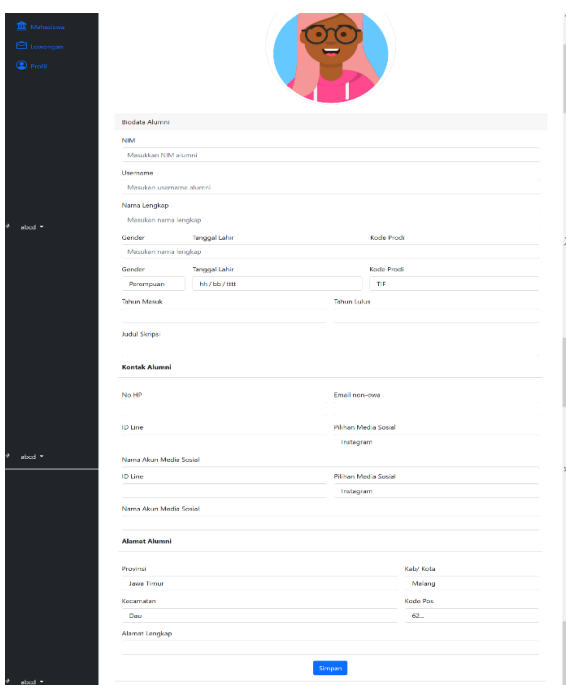 Mahasiswa
Lowongan
Profil
Biodata Alumni
NIM
Masukkan NIM alumni
Username
Masukan username alumni
Nama Lengkap
Masukan nama lengkap
abcd
Gender Tanggal Lahir Kode Prodi
Masukan nama lengkap
Gender Tanggal Lahir Kode Prodi
Perempuan hh / bb / tttt TIF
Tahun Masuk Tahun Lulus
Judul Skripsi
Kontak Alumni
No HP Email non-owa
ID Line Pilihan Media Sosial
Instagram
abcd
Nama Akun Media Sosial
ID Line Pilihan Media Sosial
Instagram
Nama Akun Media Sosial
Alamat Alumni
Provinsi Kab/ Kota
Jawa Timur Malang
Kecamatan Kode Pos
Dau 62...
Alamat Lengkap
Simpan
abcd